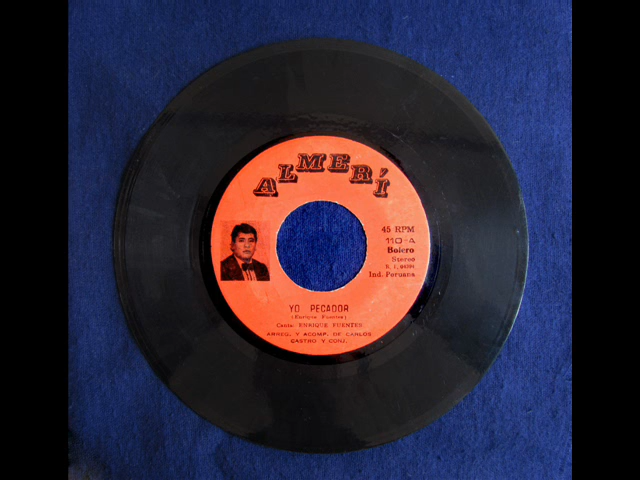 ALMERÍ
45 RPM
110-A
Bolero
Stereo
Ind. Peruana
YO PECADOR
(Enrique Fuentes)
Canta: ENRIQUE FUENTES
ARREG. Y ACOMP. DE CARLOS
CASTRO Y CONJ.